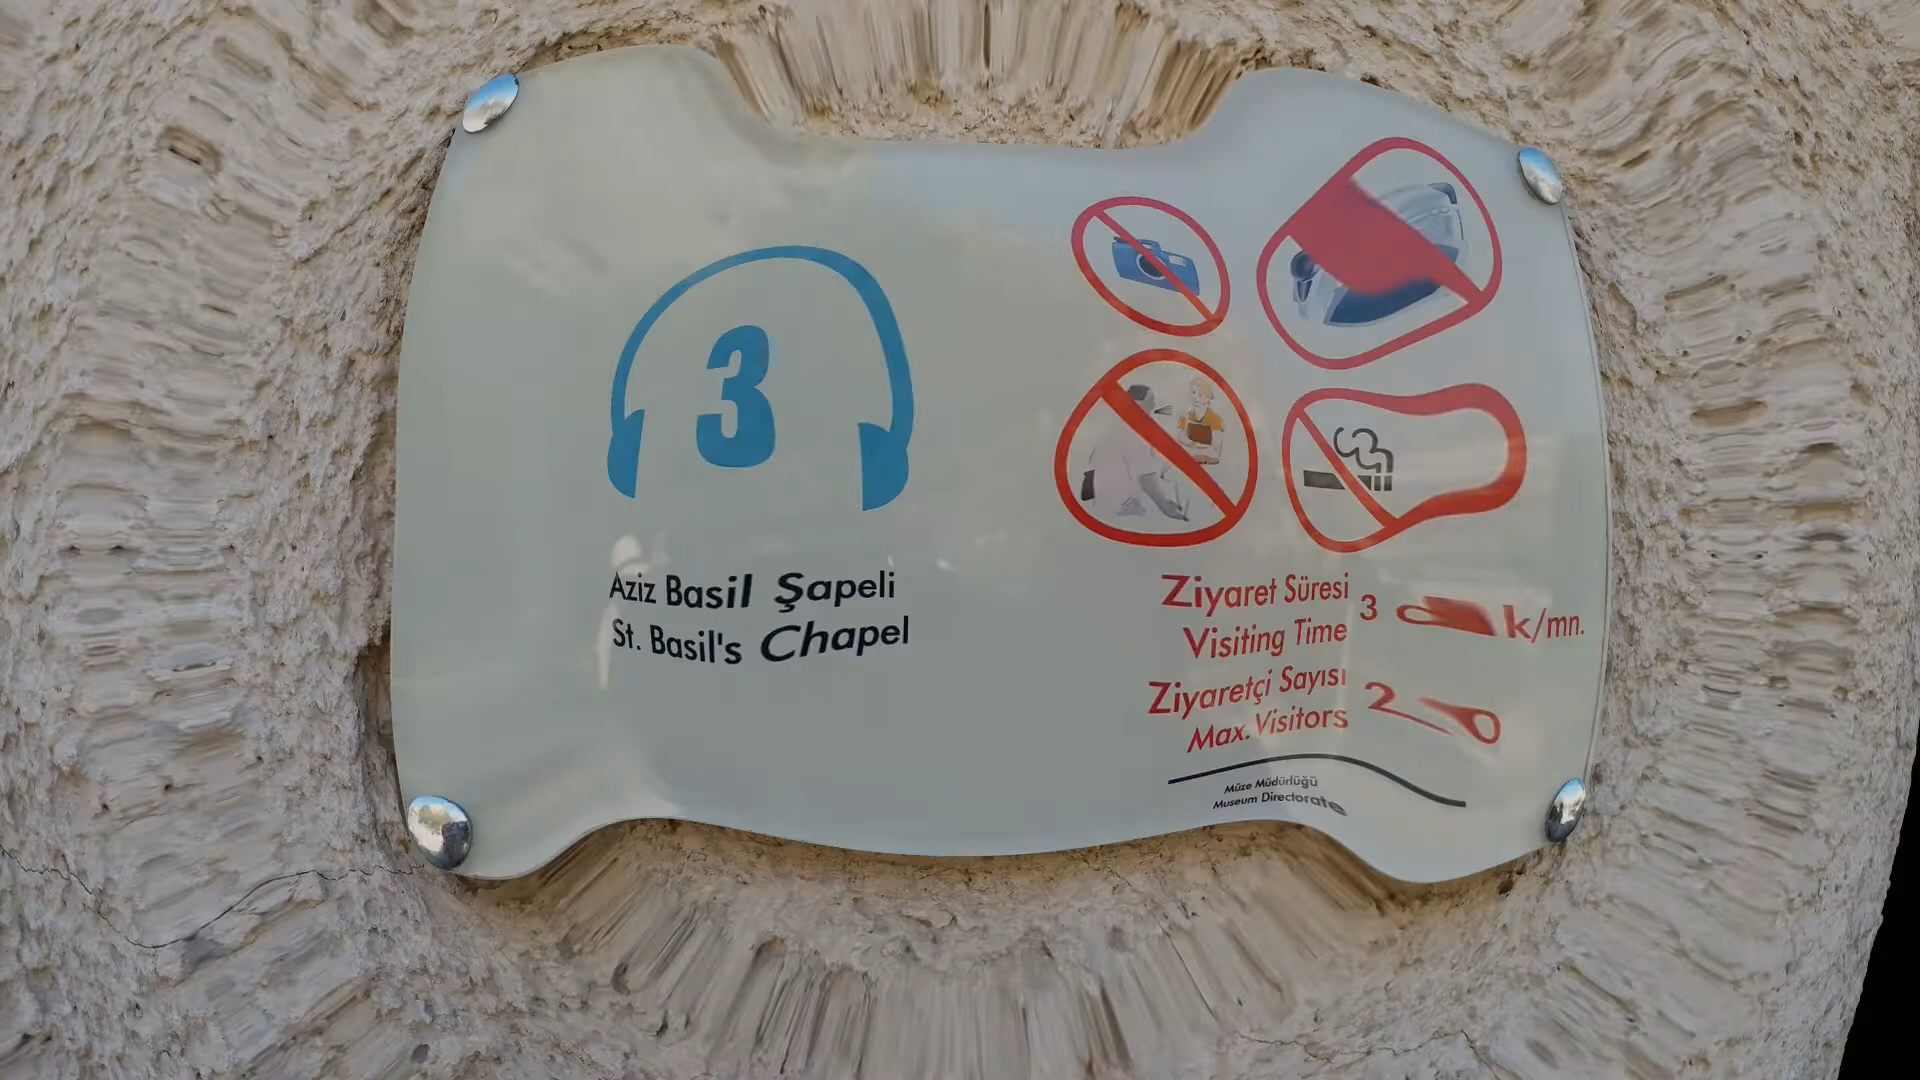 3
Aziz Basil Şapeli
St. Basil's Chapel
Ziyaret Süresi
Visiting Time
3 k/mn.
Ziyaretçi Sayısı
Max. Visitors
Müze Müdürlüğü
Museum Directorate